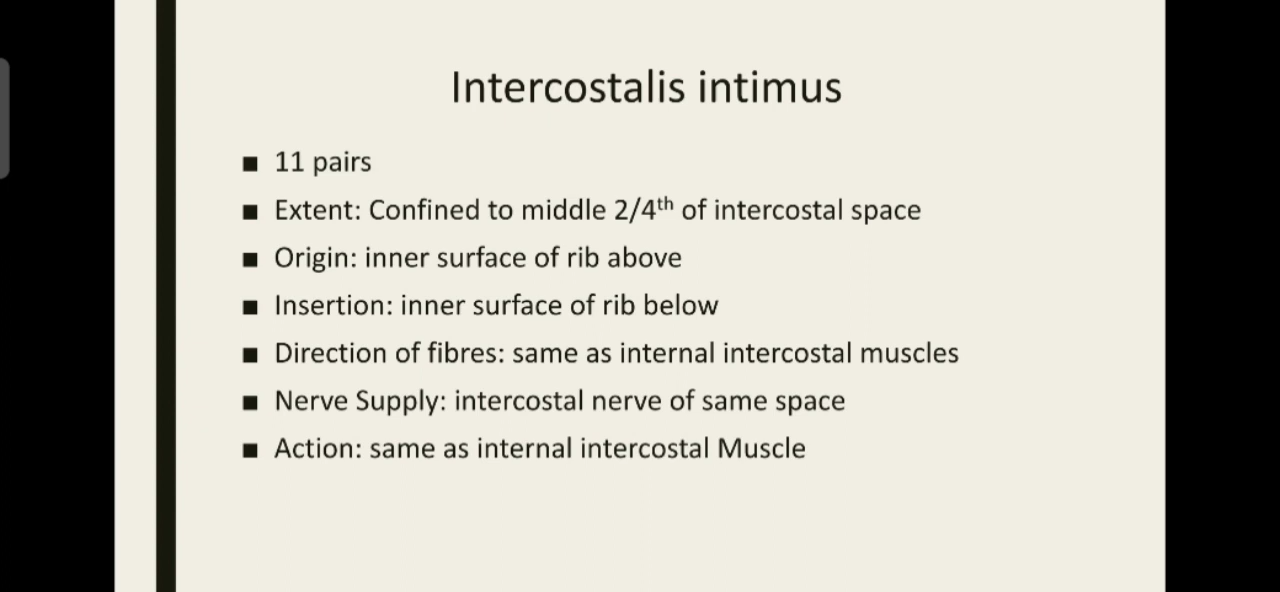 Intercostalis intimus
■ 11 pairs
■ Extent: Confined to middle 2/4th of intercostal space
■ Origin: inner surface of rib above
■ Insertion: inner surface of rib below
■ Direction of fibres: same as internal intercostal muscles
■ Nerve Supply: intercostal nerve of same space
■ Action: same as internal intercostal Muscle